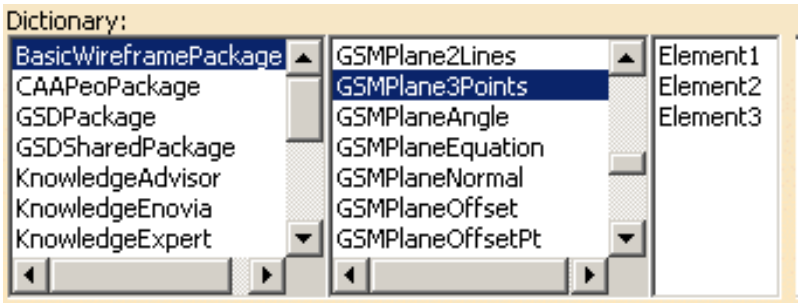 Dictionary:
BasicWireframePackage
CAAPeoPackage
GSDPackage
GSDSharedPackage
KnowledgeAdvisor
KnowledgeEnovia
KnowledgeExpert
GSMPlane2Lines
GSMPlane3Points
GSMPlaneAngle
GSMPlaneEquation
GSMPlaneNormal
GSMPlaneOffset
GSMPlaneOffsetPt
Element1
Element2
Element3